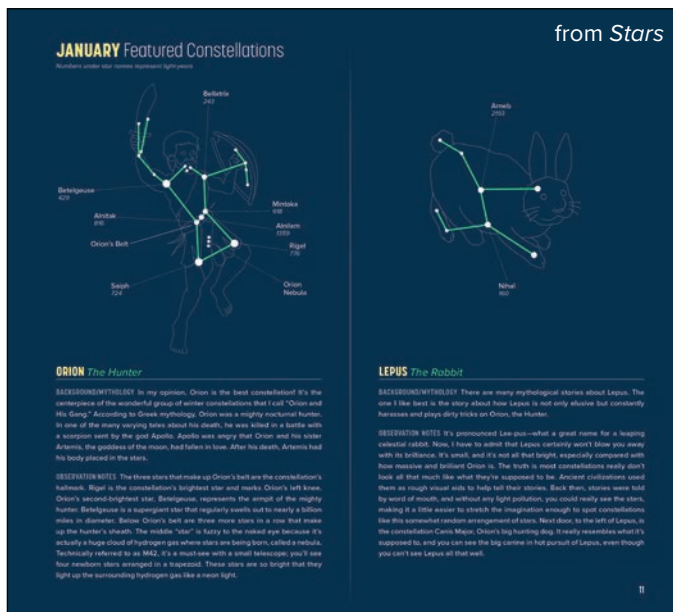 from Stars
JANUARY Featured Constellations
Numbers under star names represent light-years
Bellatrix
243
Betelgeuse
429
Alnitak
816
Orion's Belt
Saiph
724
Mintaka
916
Alnilam
1359
Rigel
776
Orion
Nebula
Arneb
2153
Nihal
160
ORION The Hunter
BACKGROUND/MYTHOLOGY In my opinion, Orion is the best constellation! It's the
centerpiece of the wonderful group of winter constellations that I call "Orion and
His Gang." According to Greek mythology, Orion was a mighty nocturnal hunter.
In one of the many varying tales about his death, he was killed in a battle with
a scorpion sent by the god Apollo. Apollo was angry that Orion and his sister
Artemis, the goddess of the moon, had fallen in love. After his death, Artemis had
his body placed in the stars.
OBSERVATION NOTES The three stars that make up Orion's belt are the constellation's
hallmark. Rigel is the constellation's brightest star and marks Orion's left knee.
Orion's second-brightest star, Betelgeuse, represents the armpit of the mighty
hunter. Betelgeuse is a supergiant star that regularly swells out to nearly a billion
miles in diameter. Below Orion's belt are three more stars in a row that make
up the hunter's sheath. The middle "star" is fuzzy to the naked eye because it's
actually a huge cloud of hydrogen gas where stars are being born, called a nebula.
Technically referred to as M42, it's a must-see with a small telescope; you'll see
four newborn stars arranged in a trapezoid. These stars are so bright that they
light up the surrounding hydrogen gas like a neon light.
LEPUS The Rabbit
BACKGROUND/MYTHOLOGY There are many mythological stories about Lepus. The
one I like best is the story about how Lepus is not only elusive but constantly
harasses and plays dirty tricks on Orion, the Hunter.
OBSERVATION NOTES It's pronounced Lee-pus—what a great name for a leaping
celestial rabbit. Now, I have to admit that Lepus certainly won't blow you away
with its brilliance. It's small, and it's not all that bright, especially compared with
how massive and brilliant Orion is. The truth is most constellations really don't
look all that much like what they're supposed to be. Ancient civilizations used
them as rough visual aids to help tell their stories. Back then, stories were told
by word of mouth, and without any light pollution, you could really see the stars,
making it a little easier to stretch the imagination enough to spot constellations
like this somewhat random arrangement of stars. Next door, to the left of Lepus, is
the constellation Canis Major, Orion's big hunting dog. It really resembles what it's
supposed to, and you can see the big canine in hot pursuit of Lepus, even though
you can't see Lepus all that well.
11